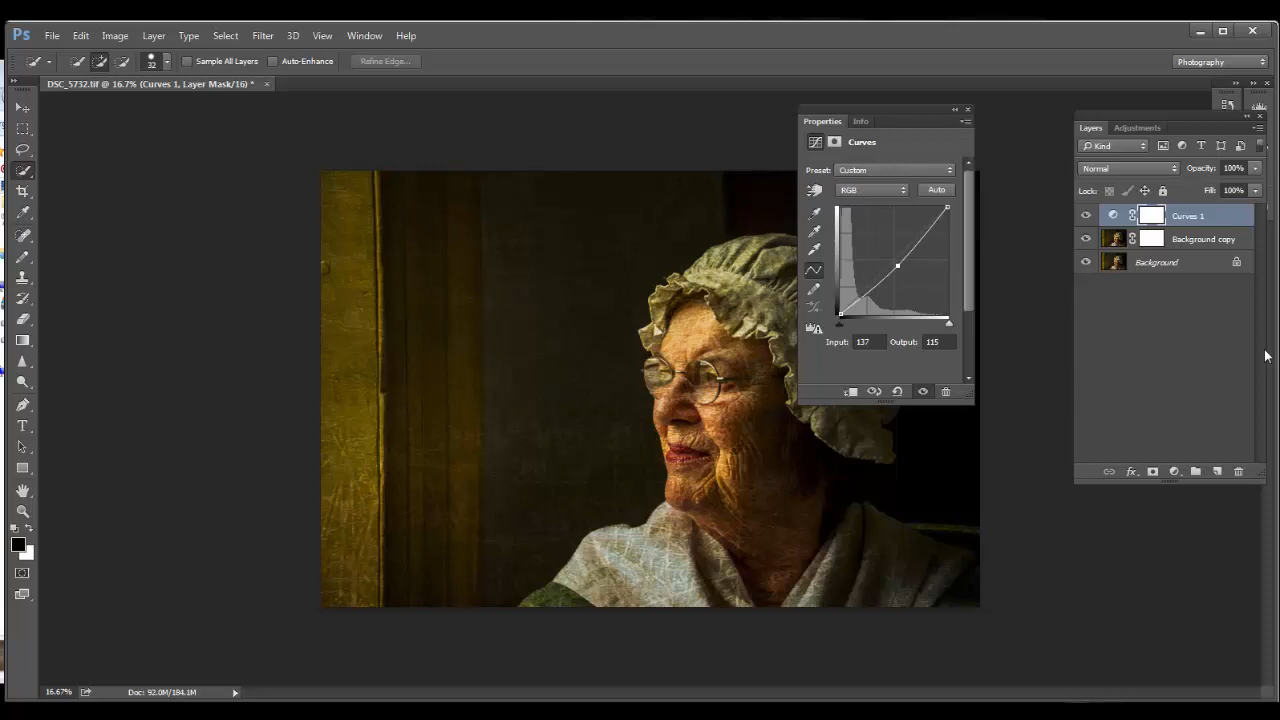 Ps File Edit Image Layer Type Select Filter 3D View Window Help
32 Sample All Layers Auto-Enhance Refine Edge... Photography
DSC_5732.tif @ 16.7% (Curves 1, Layer Mask/16) * ×
Properties Info
Curves
Preset: Custom
RGB Auto
Input: 137 Output: 115
Layers Adjustments
Kind
Normal Opacity: 100%
Lock: Fill: 100%
Curves 1
Background copy
Background
fx.
16.67% Doc: 92.0M/184.1M